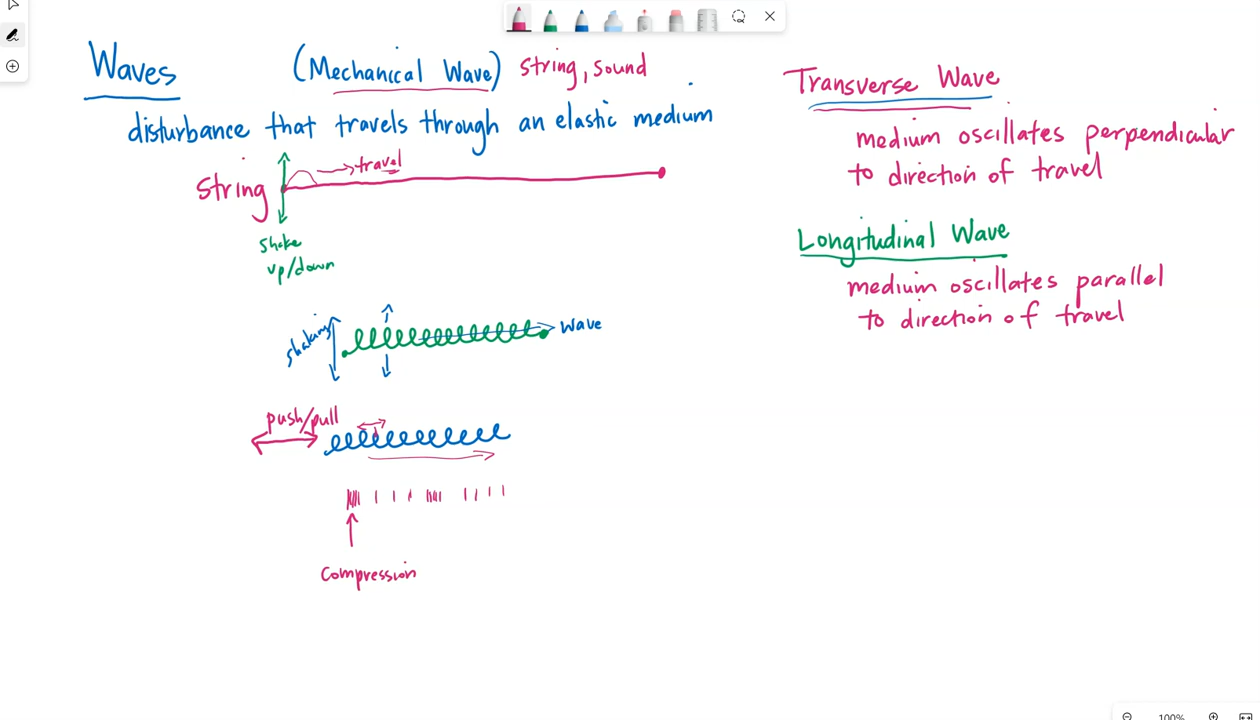 Waves (Mechanical Wave) string, sound
disturbance that travels through an elastic medium
travel
String
shake
up/down
shaking
Wave
push/pull
Compression
Transverse Wave
medium oscillates perpendicular
to direction of travel
Longitudinal Wave
medium oscillates parallel
to direction of travel
100%